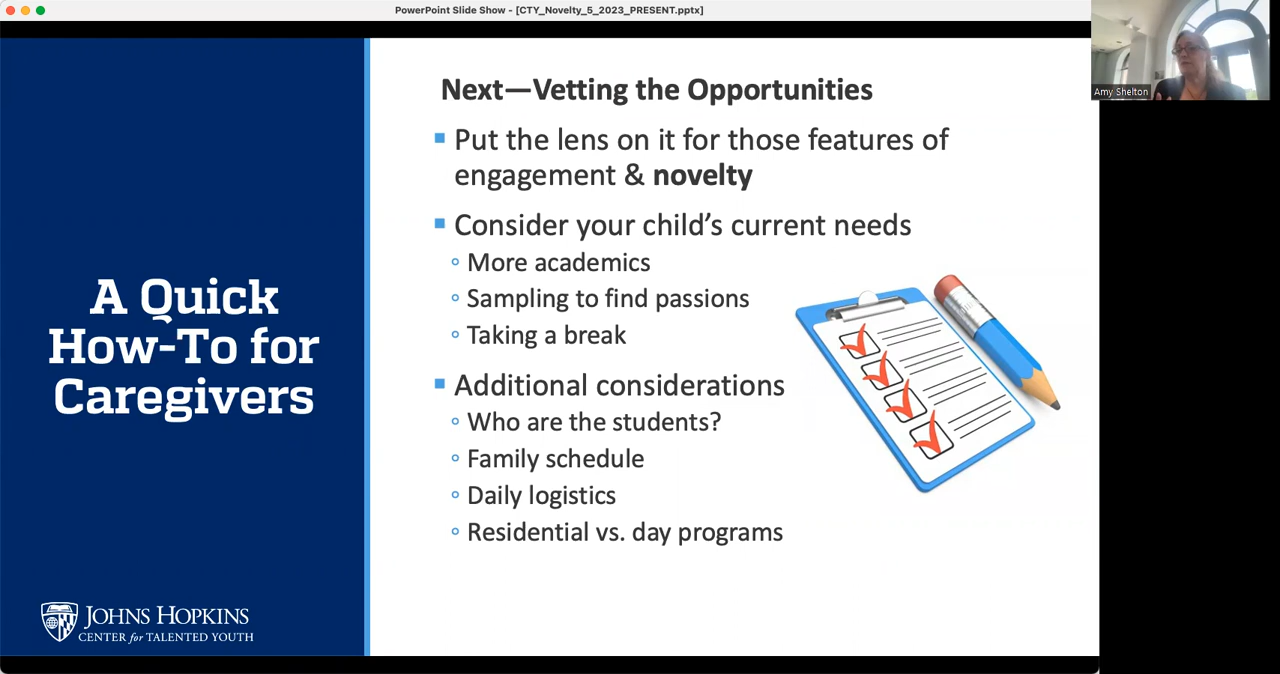 PowerPoint Slide Show - [CTY_Novelty_5_2023_PRESENT.pptx]
Amy Shelton
Next—Vetting the Opportunities
Put the lens on it for those features of
engagement & novelty
Consider your child's current needs
More academics
Sampling to find passions
Taking a break
Additional considerations
Who are the students?
Family schedule
Daily logistics
Residential vs. day programs
A Quick
How-To for
Caregivers
JOHNS HOPKINS
CENTER for TALENTED YOUTH